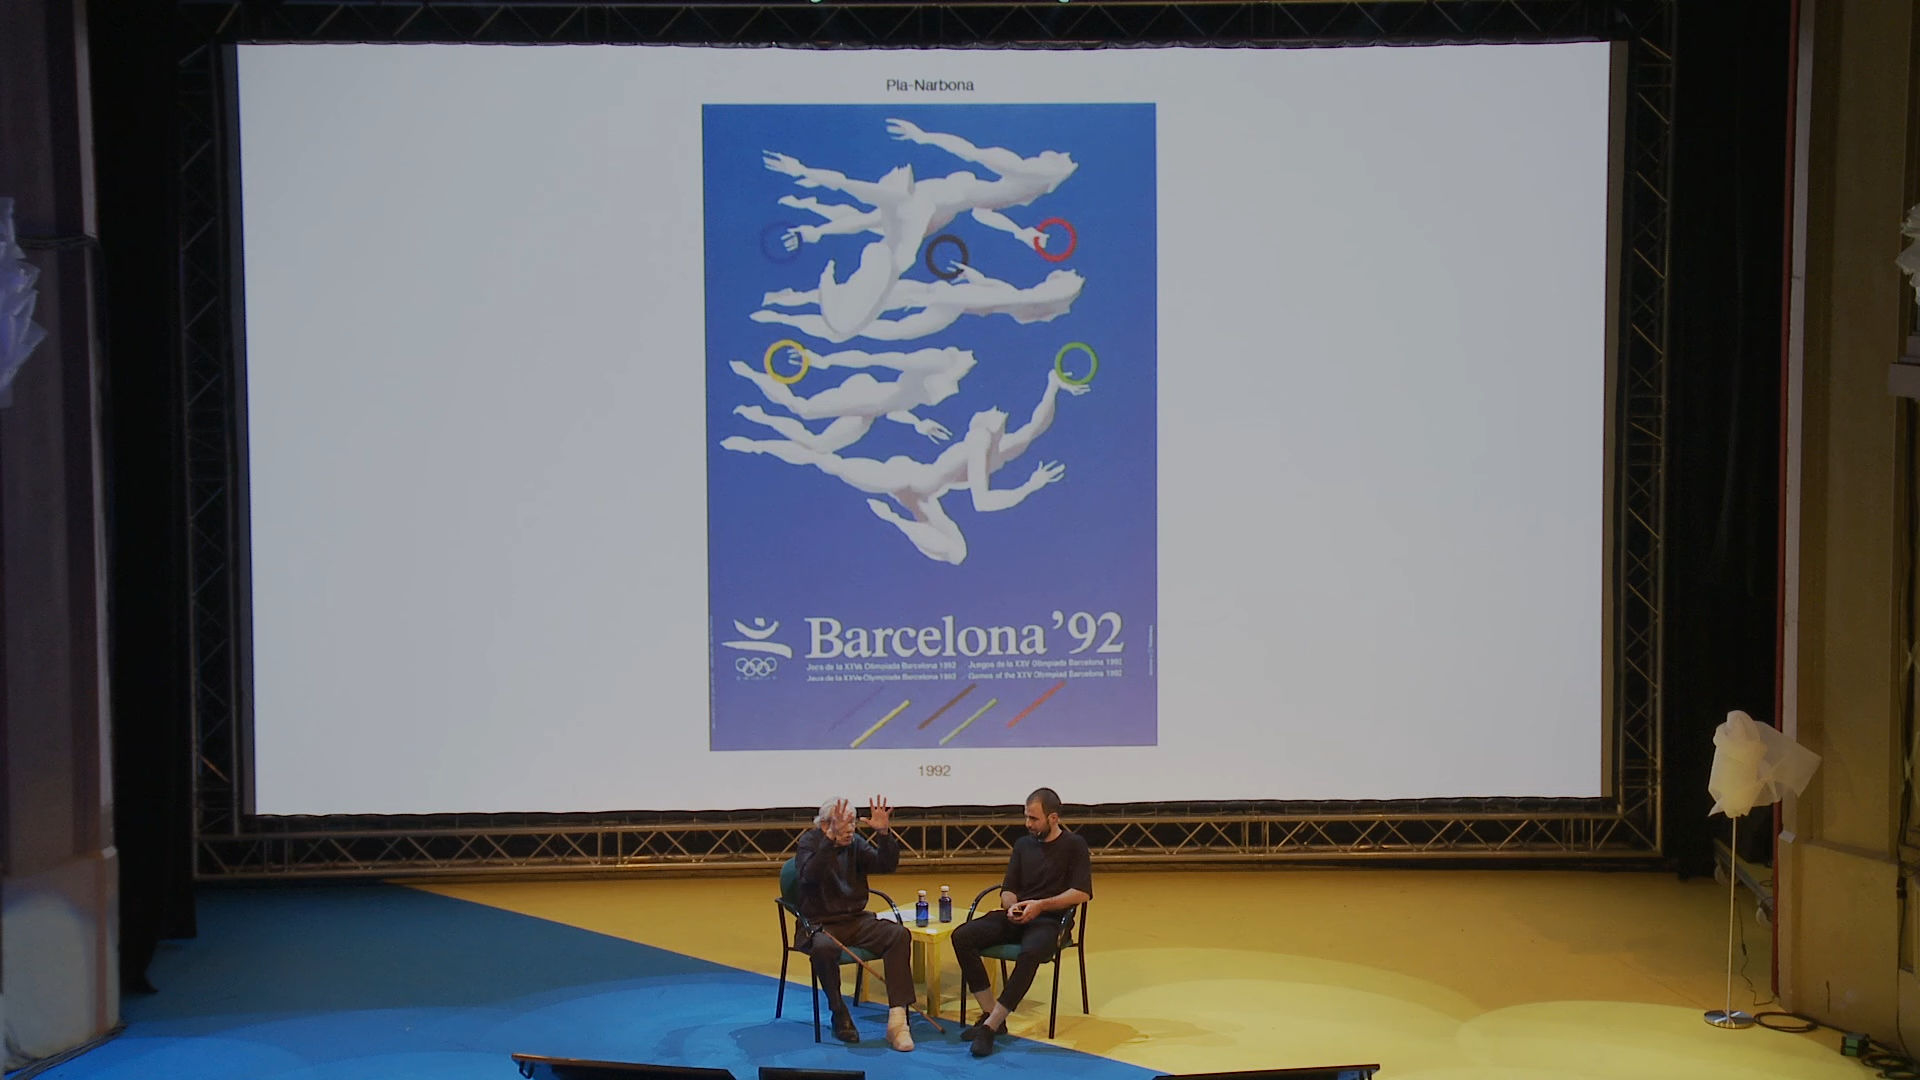 Pla-Narbona
Barcelona '92
Jocs de la XXVa Olimpíada Barcelona 1992 Juegos de la XXV Olimpiada Barcelona 1992
Jeux de la XXVe Olympiade Barcelona 1992 Games of the XXV Olympiad Barcelona 1992
1992